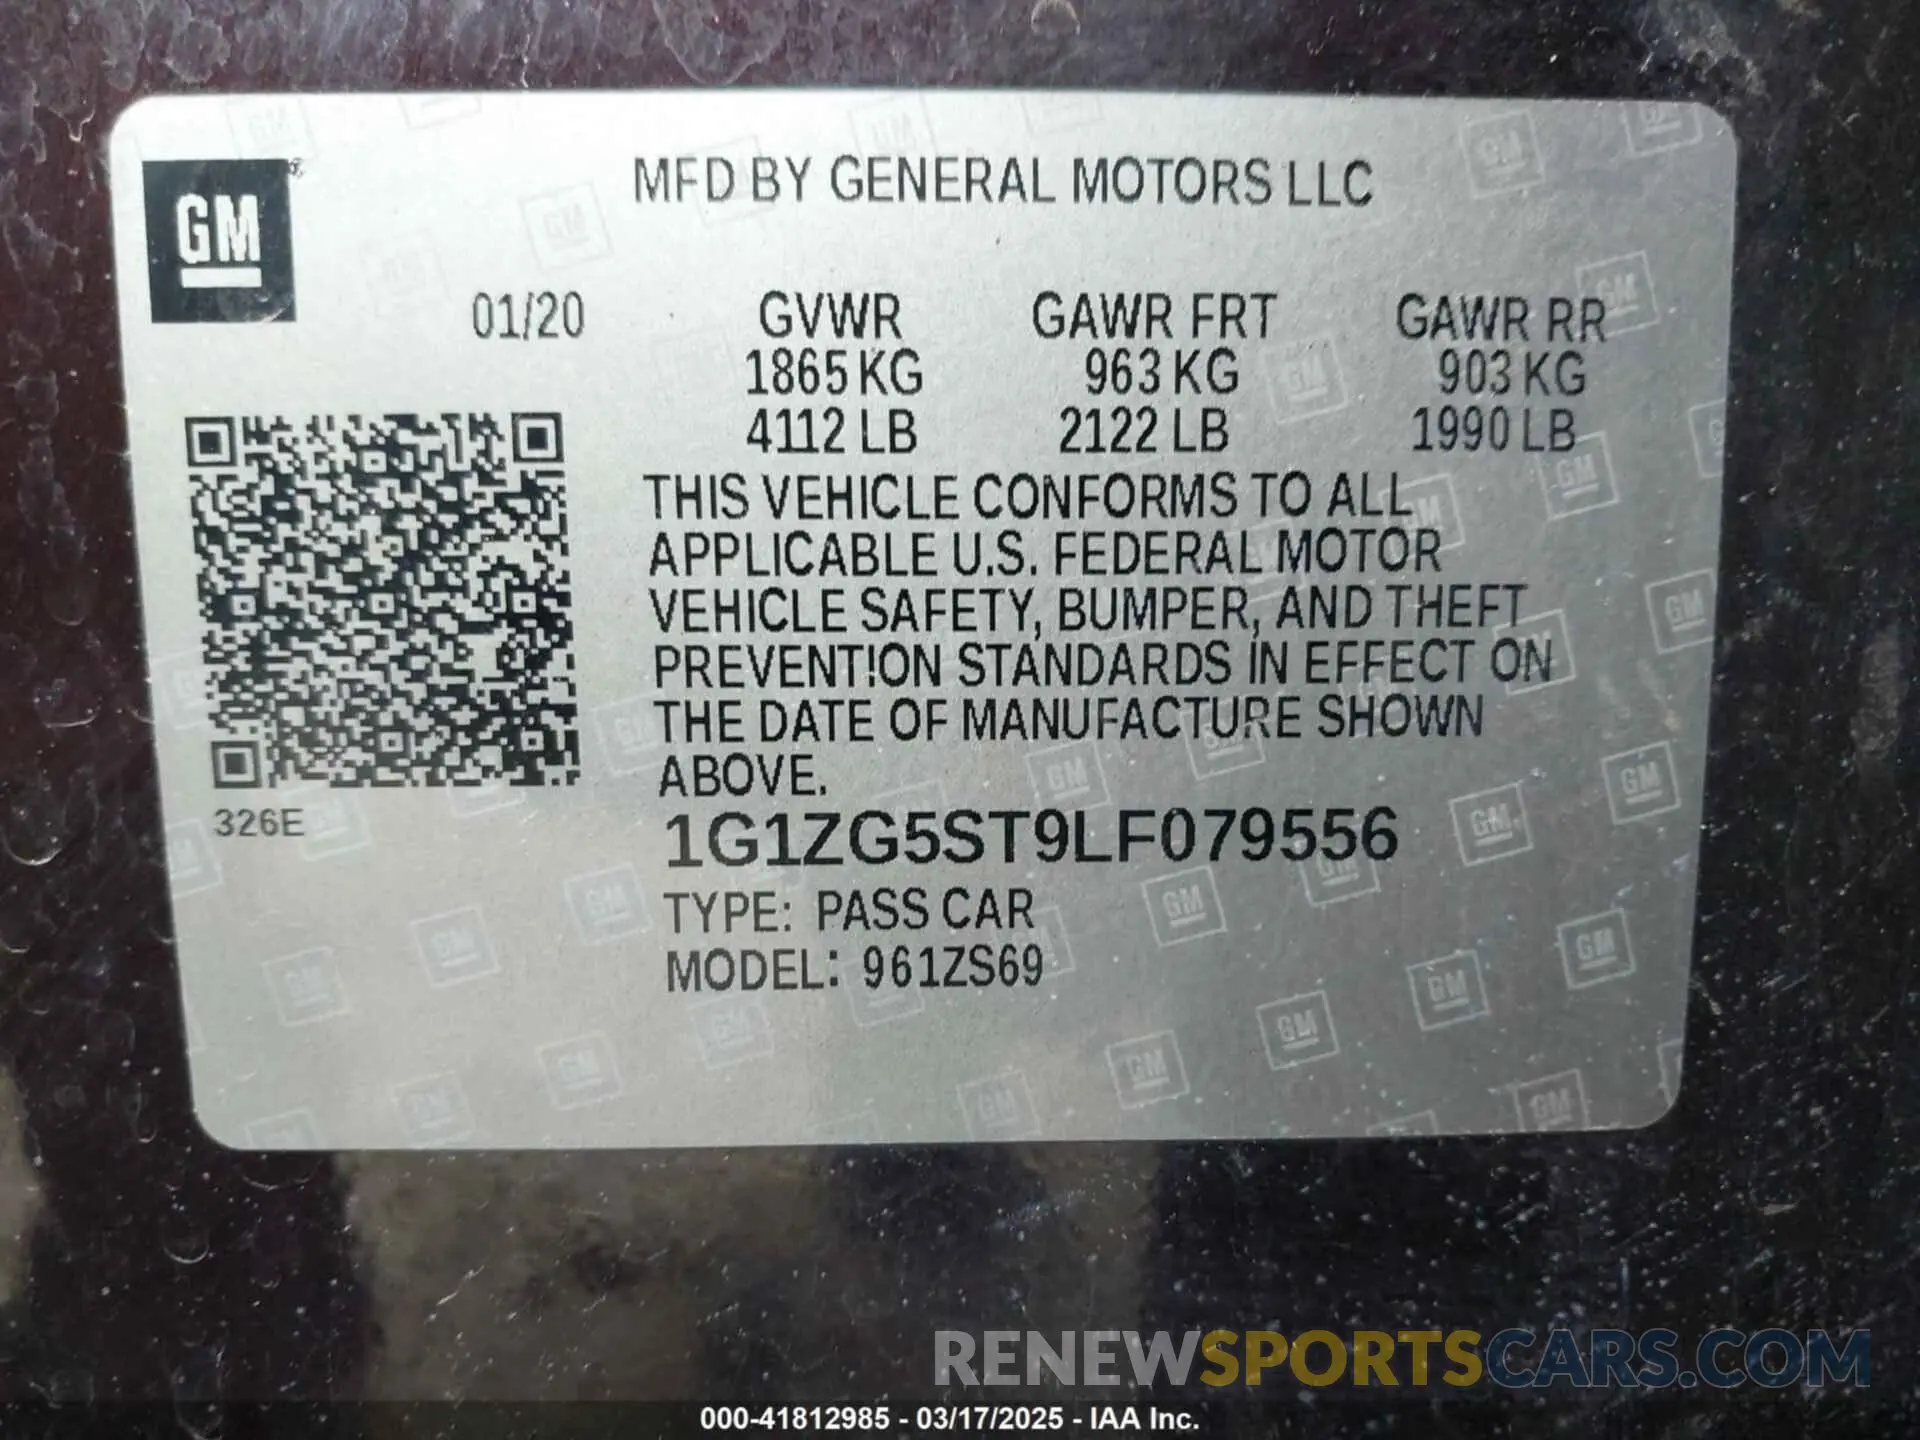 GM
MFD BY GENERAL MOTORS LLC
01/20 GVWR GAWR FRT GAWR RR
1865 KG 963 KG 903 KG
4112 LB 2122 LB 1990 LB
THIS VEHICLE CONFORMS TO ALL
APPLICABLE U.S. FEDERAL MOTOR
VEHICLE SAFETY, BUMPER, AND THEFT
PREVENTION STANDARDS IN EFFECT ON
THE DATE OF MANUFACTURE SHOWN
ABOVE.
326E
1G1ZG5ST9LF079556
TYPE: PASS CAR
MODEL: 961ZS69
RENEWSPORTSCARS.COM
000-41812985 - 03/17/2025 - IAA Inc.